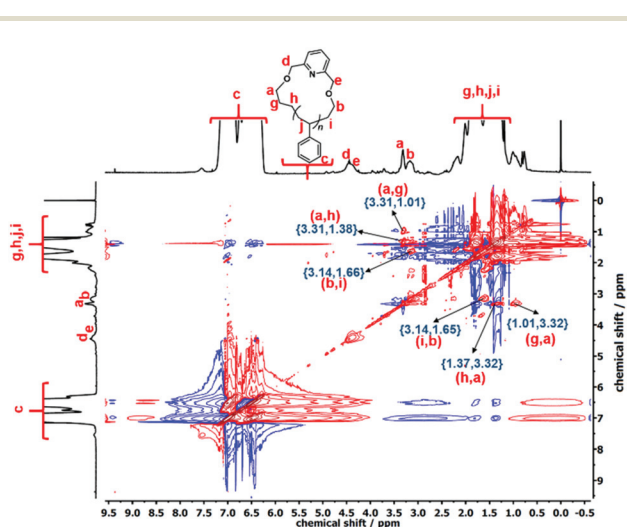 d
N
e
O
O
a
b
g
h
j
n
i
c
c
g,h,j,i
d
e
a
b
g,h,j,i
a
b
d
e
c
(a,g)
{3.31,1.01}
(a,h)
{3.31,1.38}
{3.14,1.66}
(b,i)
{3.14,1.65}
(i,b)
{1.01,3.32}
(g,a)
{1.37,3.32}
(h,a)
0
1
2
3
4
5
6
7
8
9
chemical shift / ppm
9.5 9.0 8.5 8.0 7.5 7.0 6.5 6.0 5.5 5.0 4.5 4.0 3.5 3.0 2.5 2.0 1.5 1.0 0.5 0.0 -0.5
chemical shift / ppm